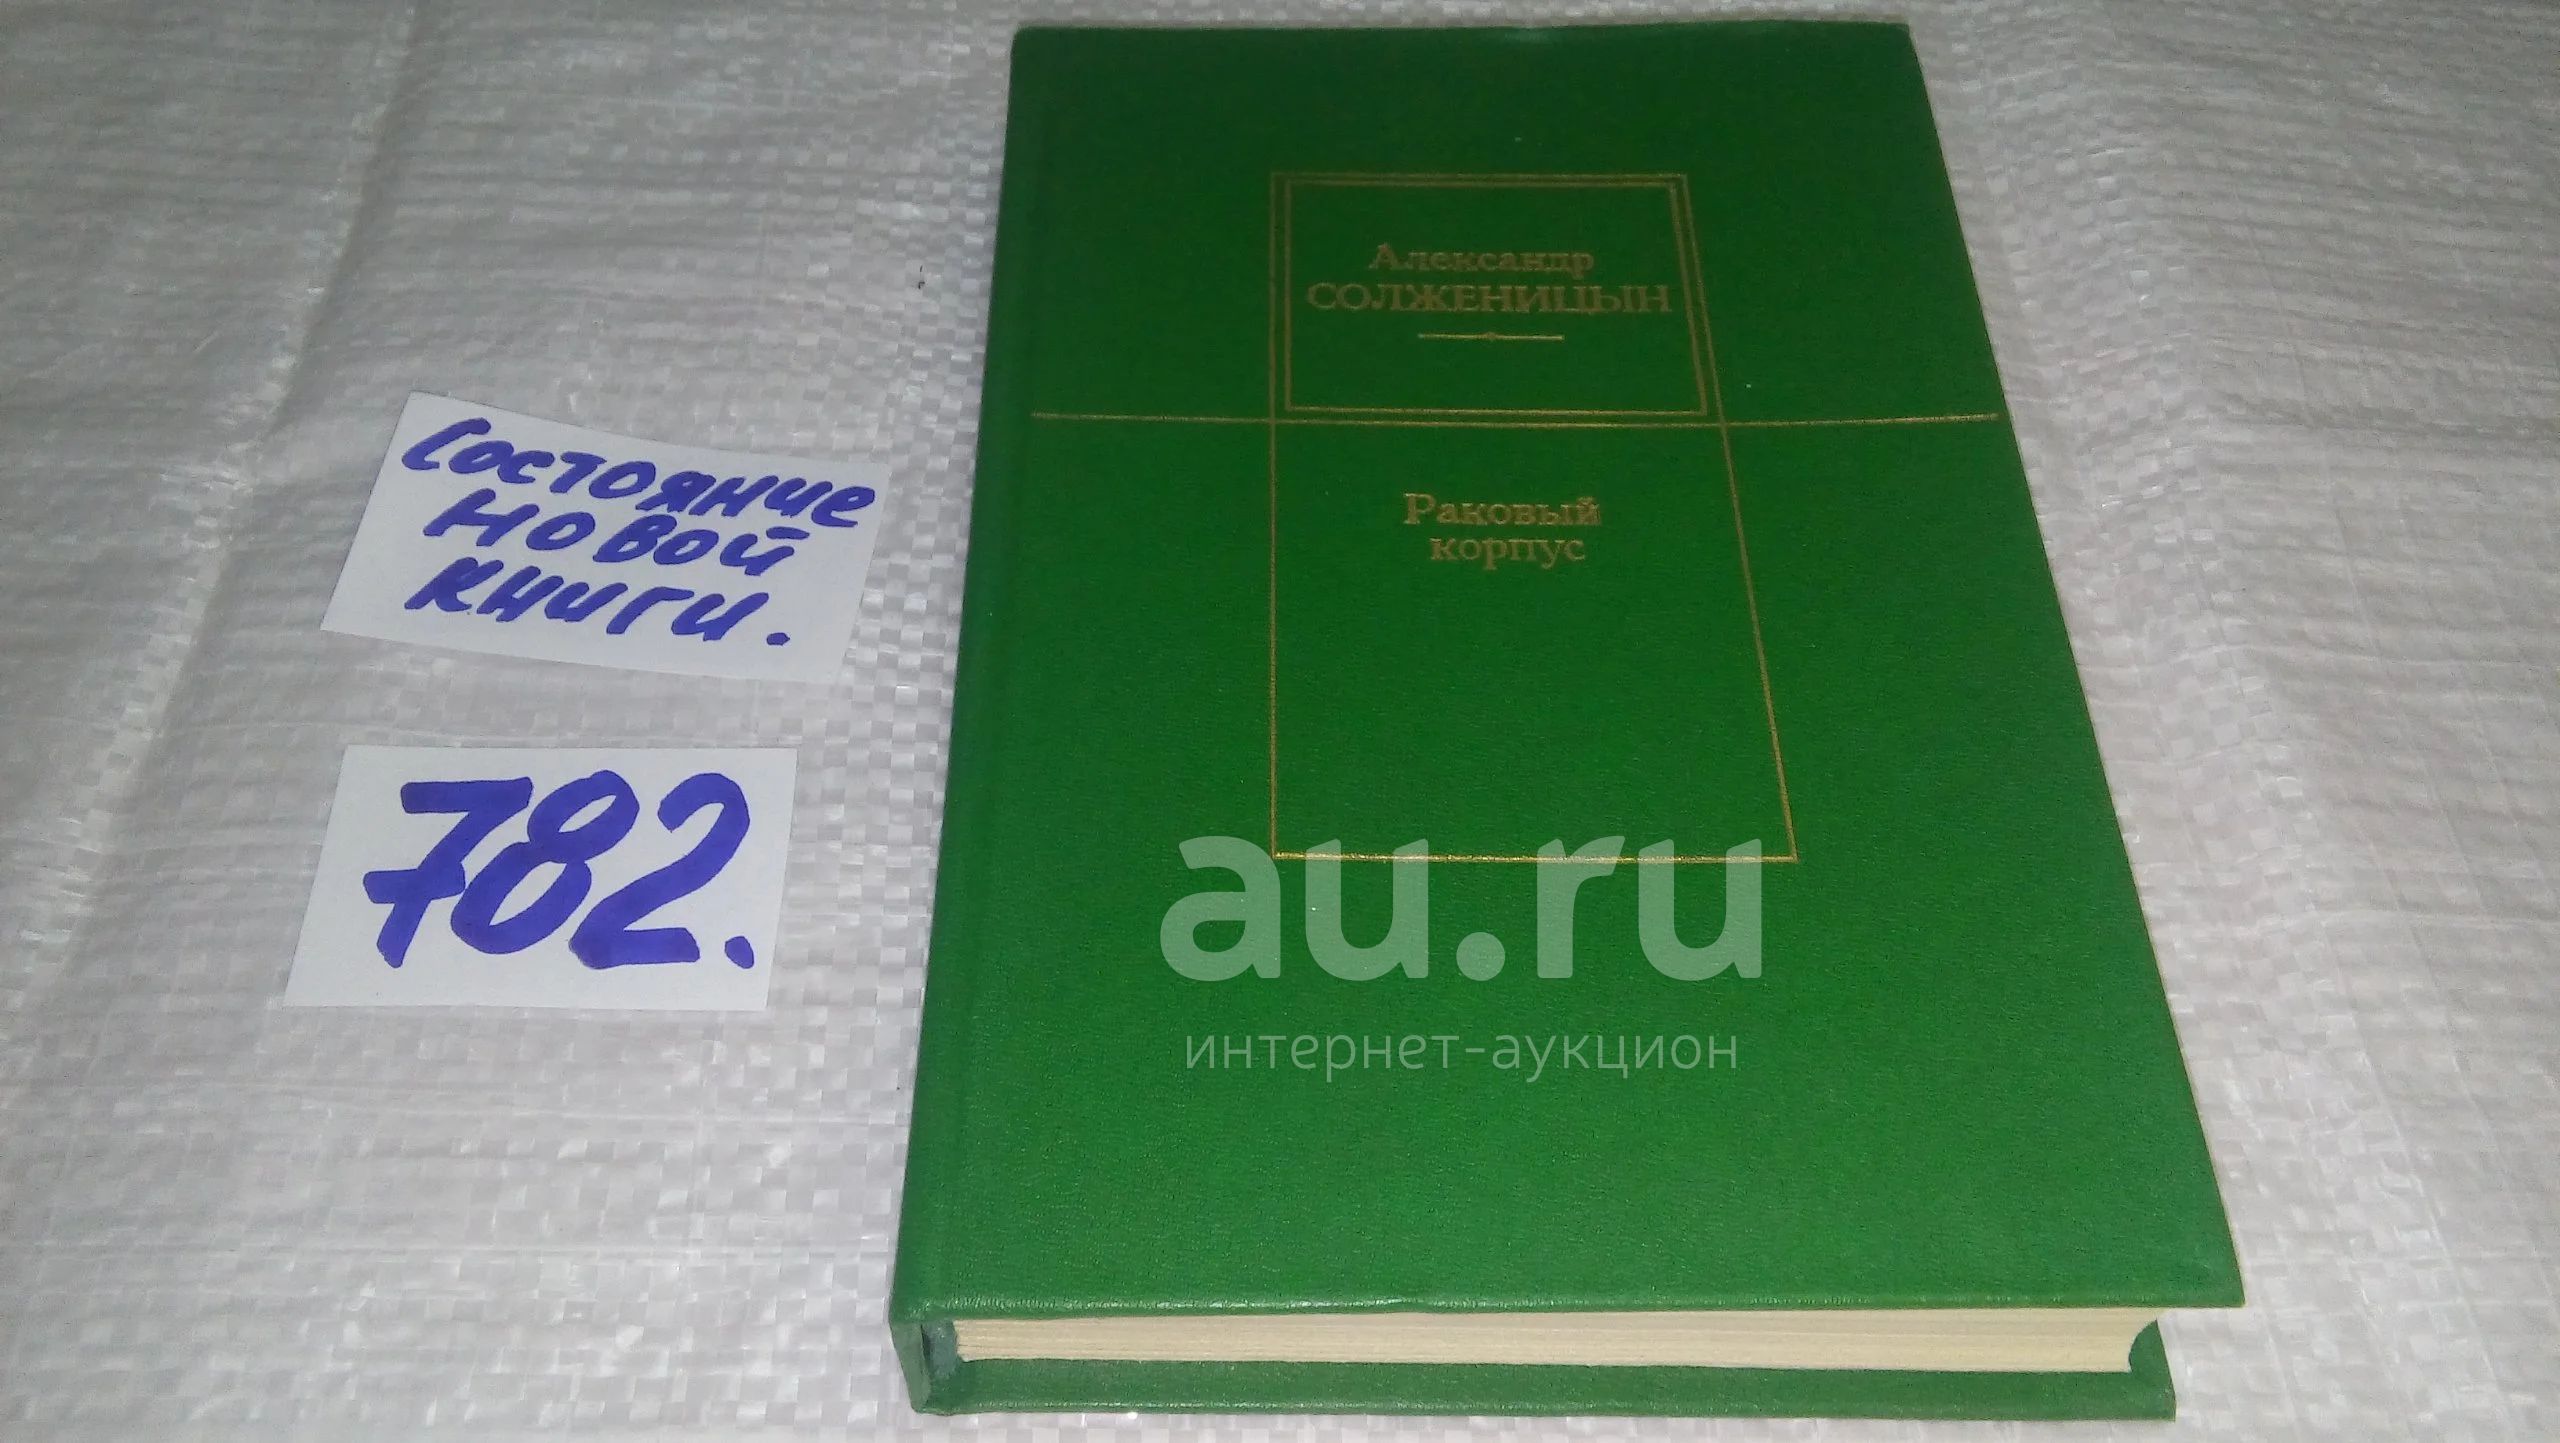 Состояние
новой
книги.
782.
Александр
СОЛЖЕНИЦЫН
Раковый
корпус
au.ru
интернет-аукцион